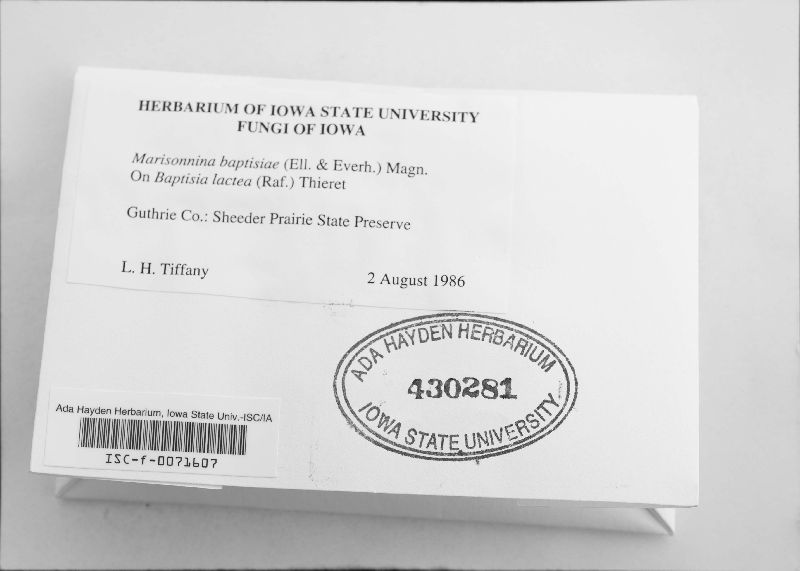 HERBARIUM OF IOWA STATE UNIVERSITY
FUNGI OF IOWA
Marisonnina baptisiae (Ell. & Everh.) Magn.
On Baptisia lactea (Raf.) Thieret
Guthrie Co.: Sheeder Prairie State Preserve
L. H. Tiffany 2 August 1986
ADA HAYDEN HERBARIUM
430281
IOWA STATE UNIVERSITY.
Ada Hayden Herbarium, Iowa State Univ.-ISC/IA
ISC-f-0071607